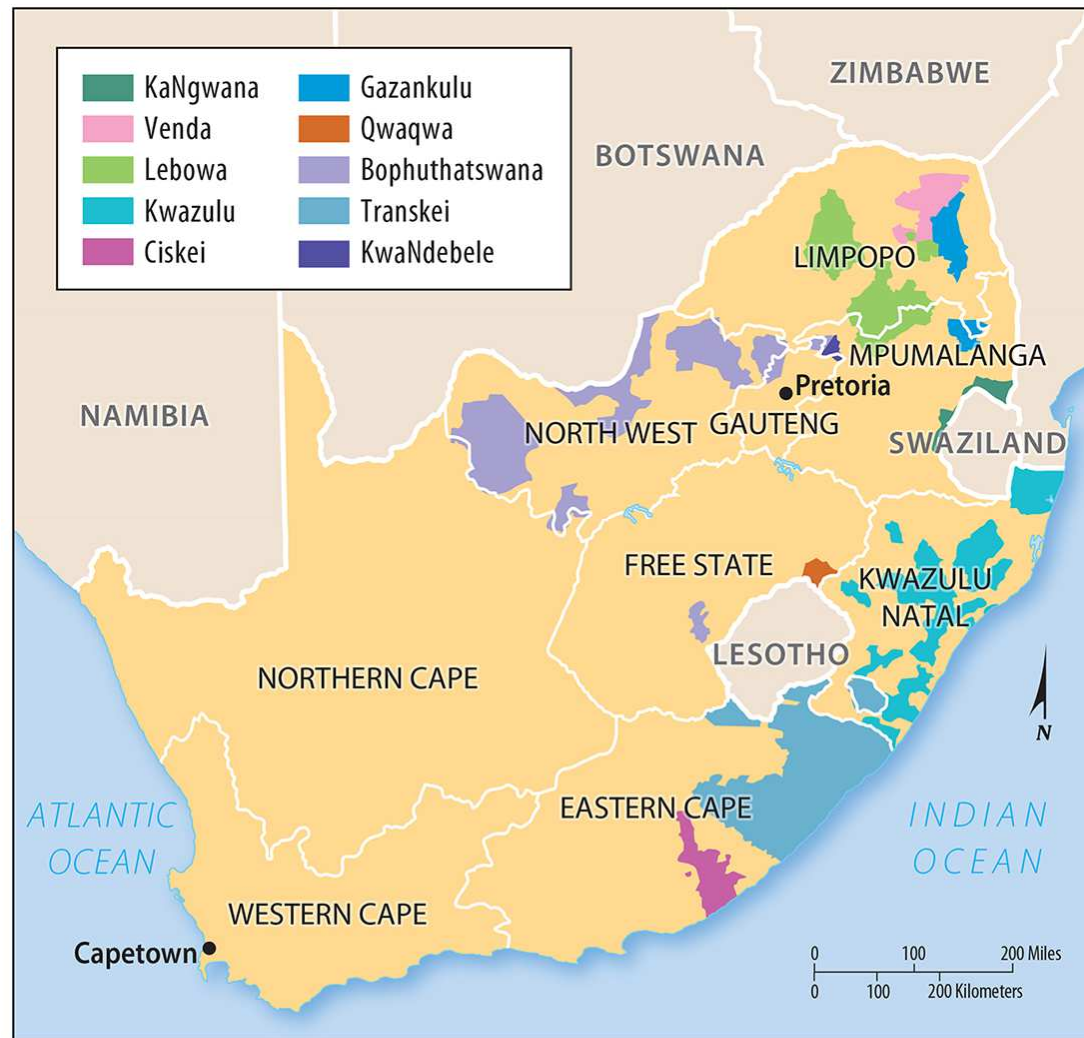 KaNgwana
Venda
Lebowa
Kwazulu
Ciskei
Gazankulu
Qwaqwa
Bophuthatswana
Transkei
KwaNdebele
ZIMBABWE
BOTSWANA
LIMPOPO
MPUMALANGA
Pretoria
NAMIBIA
NORTH WEST
GAUTENG
SWAZILAND
FREE STATE
KWAZULU
NATAL
LESOTHO
NORTHERN CAPE
N
ATLANTIC
OCEAN
EASTERN CAPE
INDIAN
OCEAN
WESTERN CAPE
Capetown
0 100 200 Miles
0 100 200 Kilometers